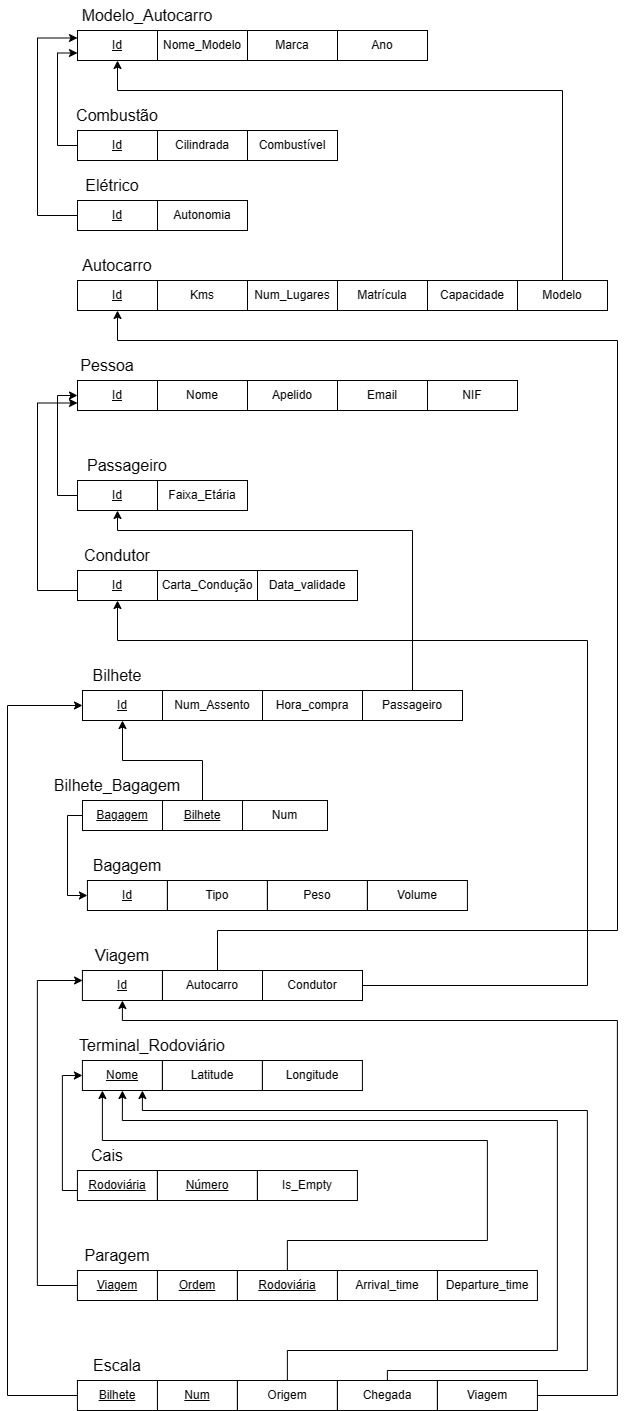 Modelo_Autocarro
Id Nome_Modelo Marca Ano
Combustão
Id Cilindrada Combustível
Elétrico
Id Autonomia
Autocarro
Id Kms Num_Lugares Matrícula Capacidade Modelo
Pessoa
Id Nome Apelido Email NIF
Passageiro
Id Faixa_Etária
Condutor
Id Carta_Condução Data_validade
Bilhete
Id Num_Assento Hora_compra Passageiro
Bilhete_Bagagem
Bagagem Bilhete Num
Bagagem
Id Tipo Peso Volume
Viagem
Id Autocarro Condutor
Terminal_Rodoviário
Nome Latitude Longitude
Cais
Rodoviária Número Is_Empty
Paragem
Viagem Ordem Rodoviária Arrival_time Departure_time
Escala
Bilhete Num Origem Chegada Viagem